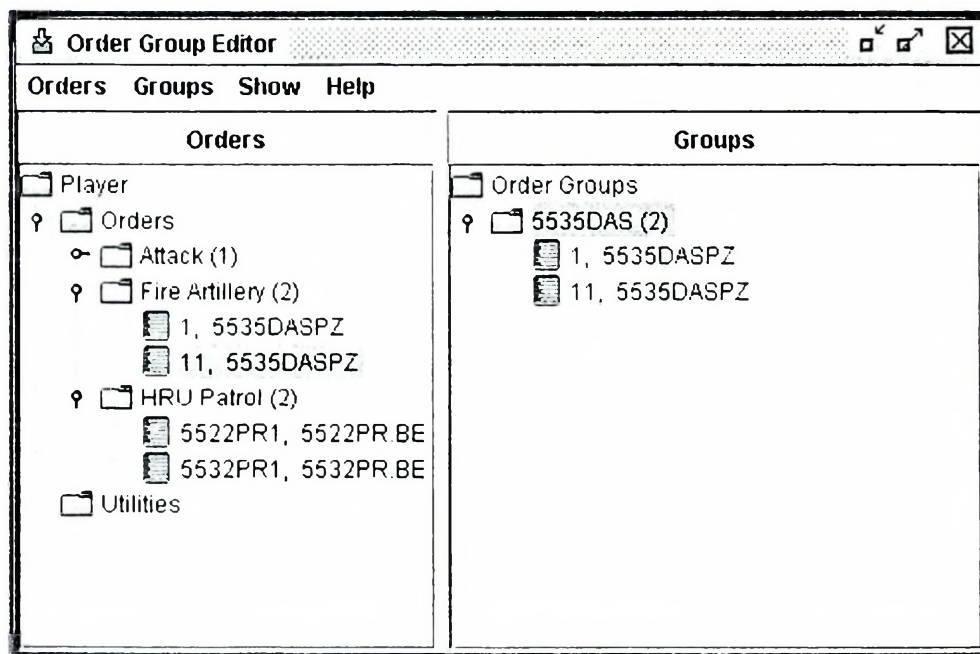 Order Group Editor
Orders Groups Show Help
Orders
Player
Orders
Attack (1)
Fire Artillery (2)
1, 5535DASPZ
11, 5535DASPZ
HRU Patrol (2)
5522PR1, 5522PR.BE
5532PR1, 5532PR.BE
Utilities
Groups
Order Groups
5535DAS (2)
1, 5535DASPZ
11, 5535DASPZ